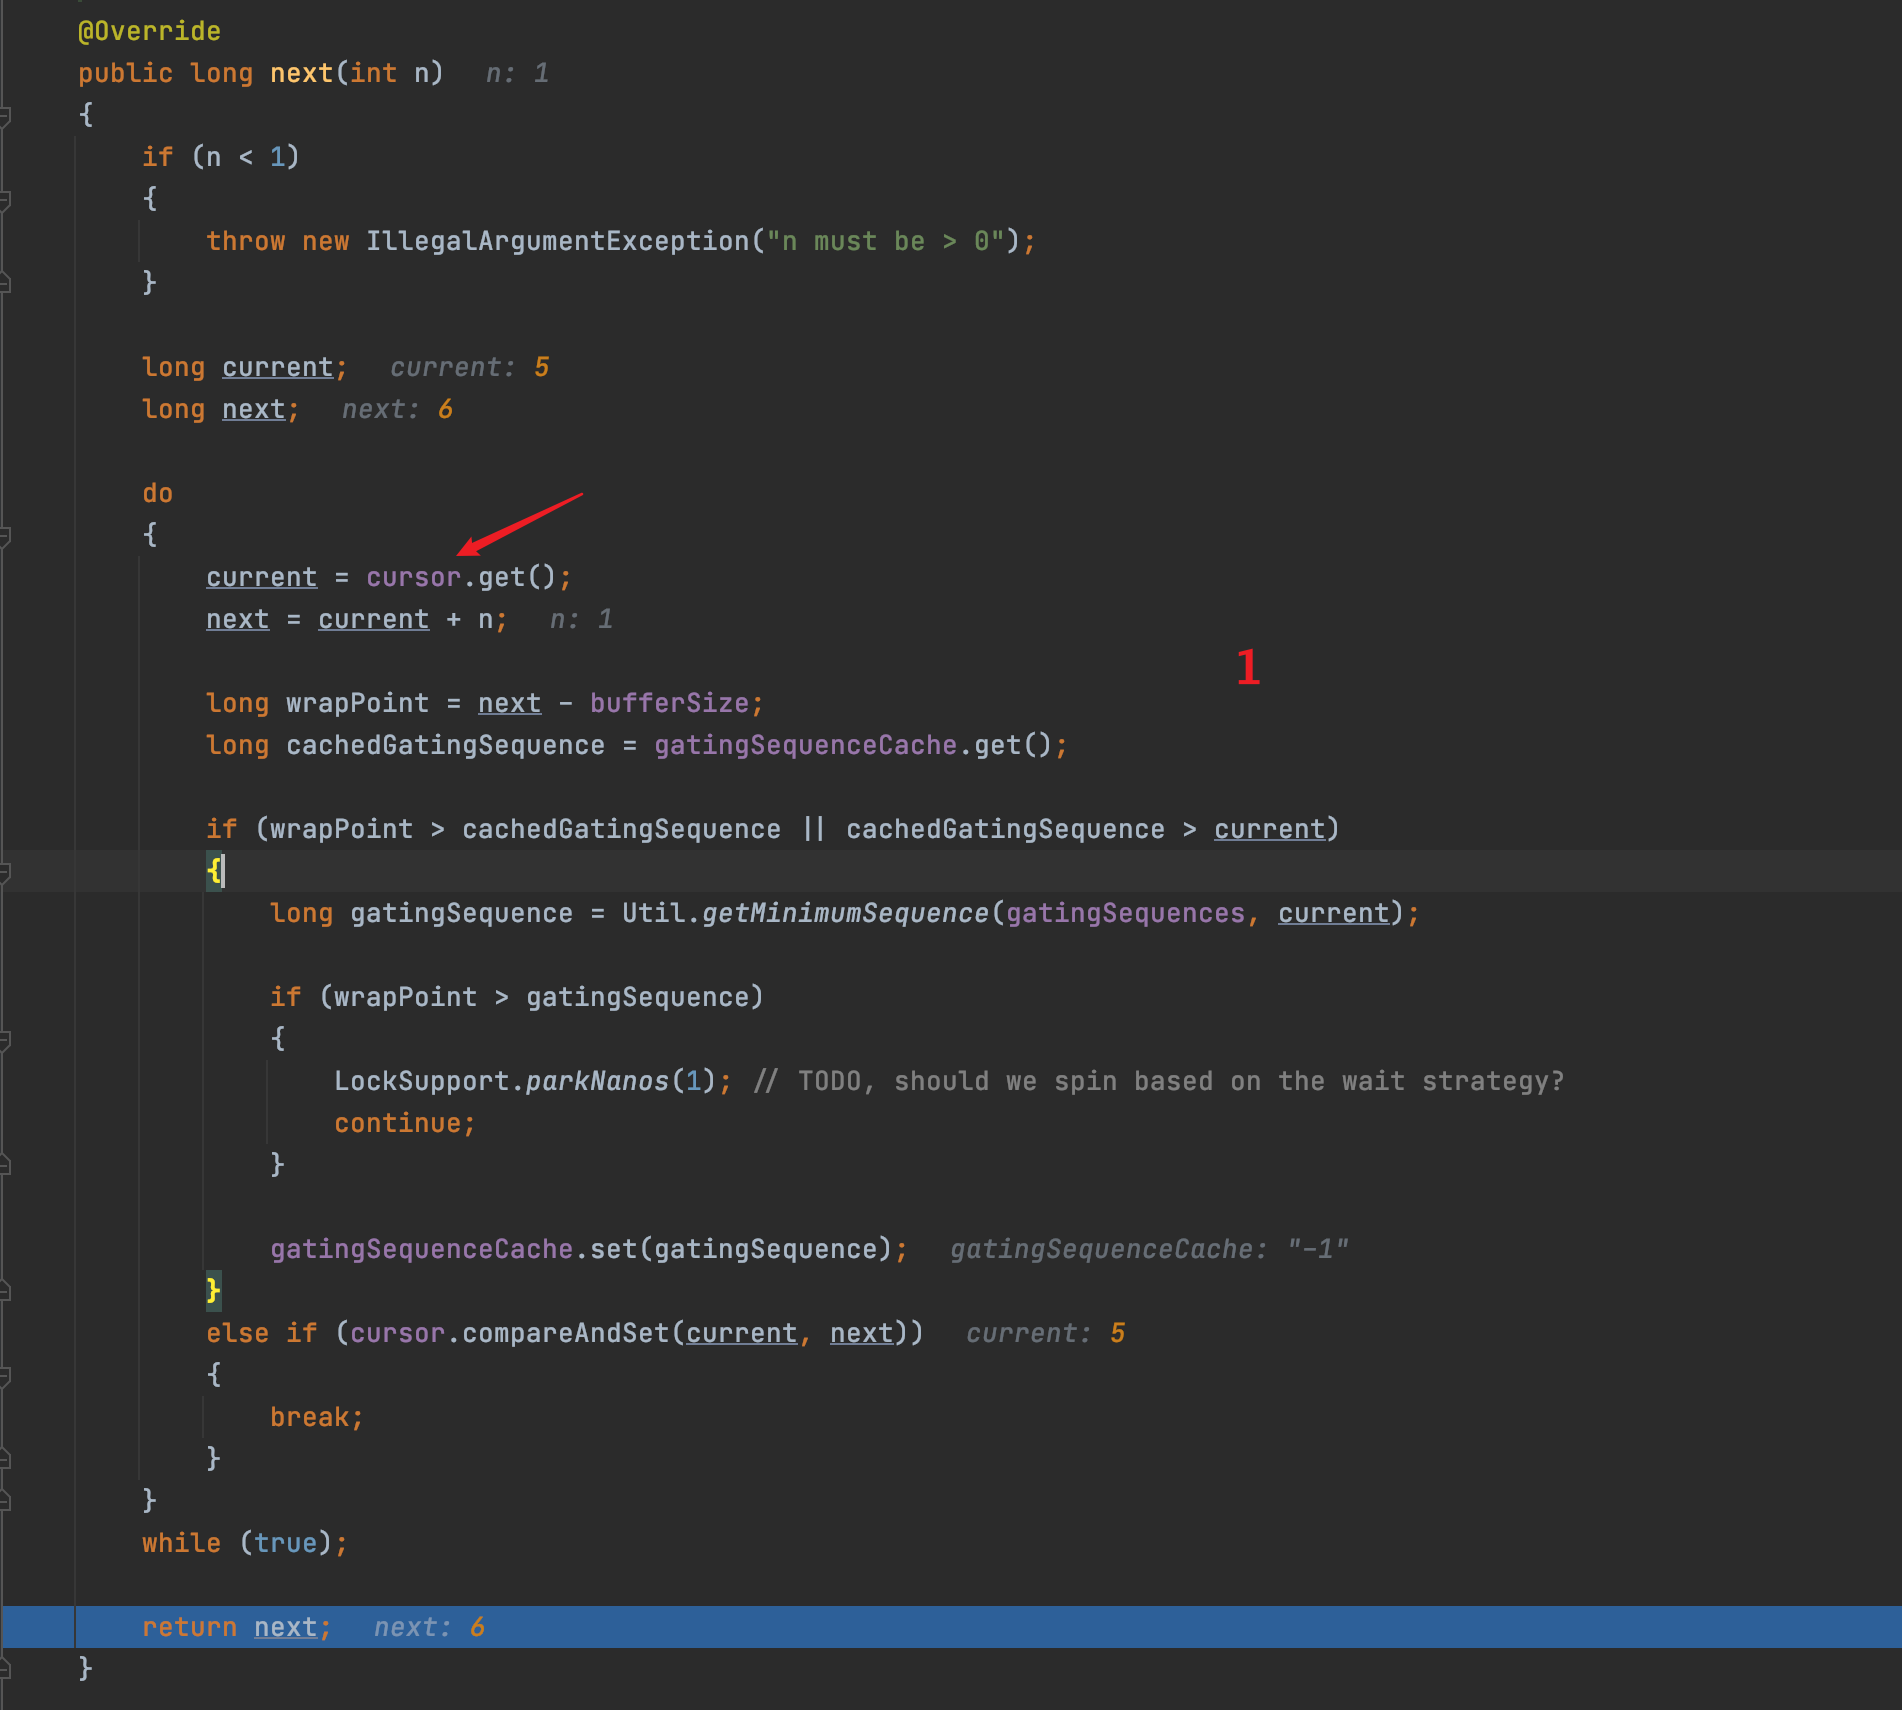 @Override
public long next(int n)   n: 1
{
if (n < 1)
{
throw new IllegalArgumentException("n must be > 0");
}
long current;   current: 5
long next;   next: 6
do
{
current = cursor.get();
next = current + n;   n: 1
1
long wrapPoint = next - bufferSize;
long cachedGatingSequence = gatingSequenceCache.get();
if (wrapPoint > cachedGatingSequence || cachedGatingSequence > current)
{
long gatingSequence = Util.getMinimumSequence(gatingSequences, current);
if (wrapPoint > gatingSequence)
{
LockSupport.parkNanos(1); // TODO, should we spin based on the wait strategy?
continue;
}
gatingSequenceCache.set(gatingSequence);   gatingSequenceCache: "-1"
}
else if (cursor.compareAndSet(current, next))   current: 5
{
break;
}
}
while (true);
return next;   next: 6
}